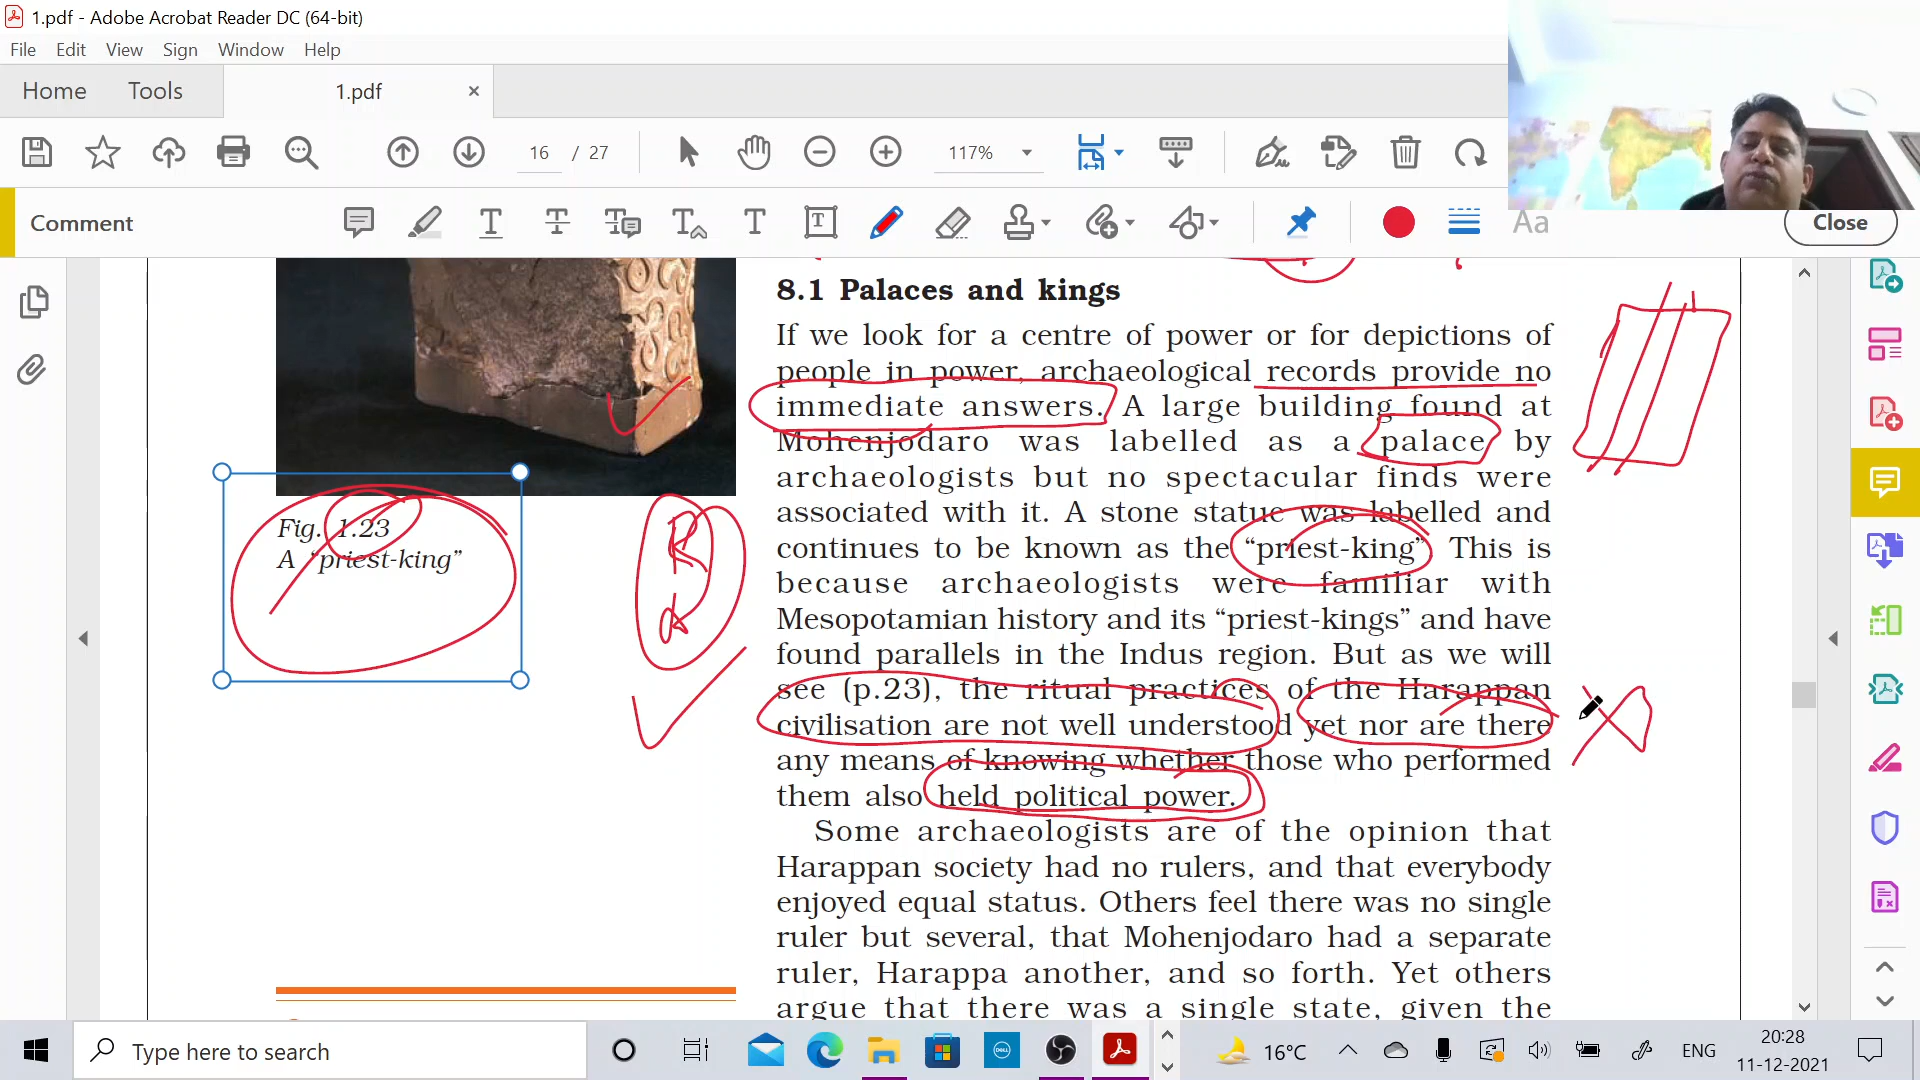 1.pdf - Adobe Acrobat Reader DC (64-bit)
File Edit View Sign Window Help
Home Tools 1.pdf ×
16 / 27 117%
Comment Aa Close
8.1 Palaces and kings
If we look for a centre of power or for depictions of
people in power, archaeological records provide no
immediate answers. A large building found at
Mohenjodaro was labelled as a palace by
archaeologists but no spectacular finds were
associated with it. A stone statue was labelled and
continues to be known as the “priest-king”. This is
because archaeologists were familiar with
Mesopotamian history and its “priest-kings” and have
found parallels in the Indus region. But as we will
see (p.23), the ritual practices of the Harappan
civilisation are not well understood yet nor are there
any means of knowing whether those who performed
them also held political power.
Some archaeologists are of the opinion that
Harappan society had no rulers, and that everybody
enjoyed equal status. Others feel there was no single
ruler but several, that Mohenjodaro had a separate
ruler, Harappa another, and so forth. Yet others
argue that there was a single state, given the
Fig. 1.23
A “priest-king”
Type here to search
DELL
16°C
ENG
20:28
11-12-2021